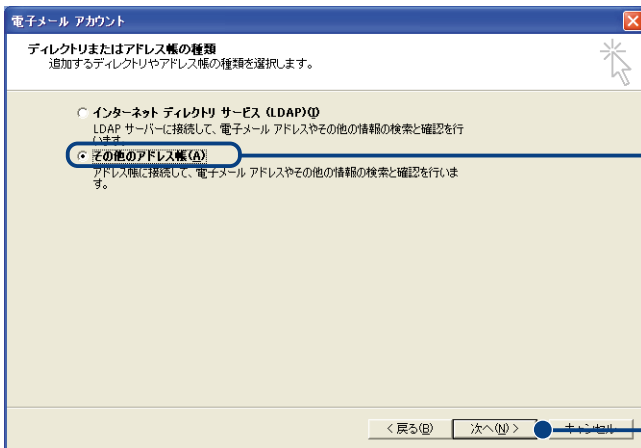 電子メール アカウント
ディレクトリまたはアドレス帳の種類
追加するディレクトリやアドレス帳の種類を選択します。
インターネット ディレクトリ サービス (LDAP)(I)
LDAP サーバーに接続して、電子メール アドレスやその他の情報の検索と確認を行
います。
その他のアドレス帳(A)
アドレス帳に接続して、電子メール アドレスやその他の情報の検索と確認を行いま
す。
< 戻る(B)
次へ(N) >
キャンセル